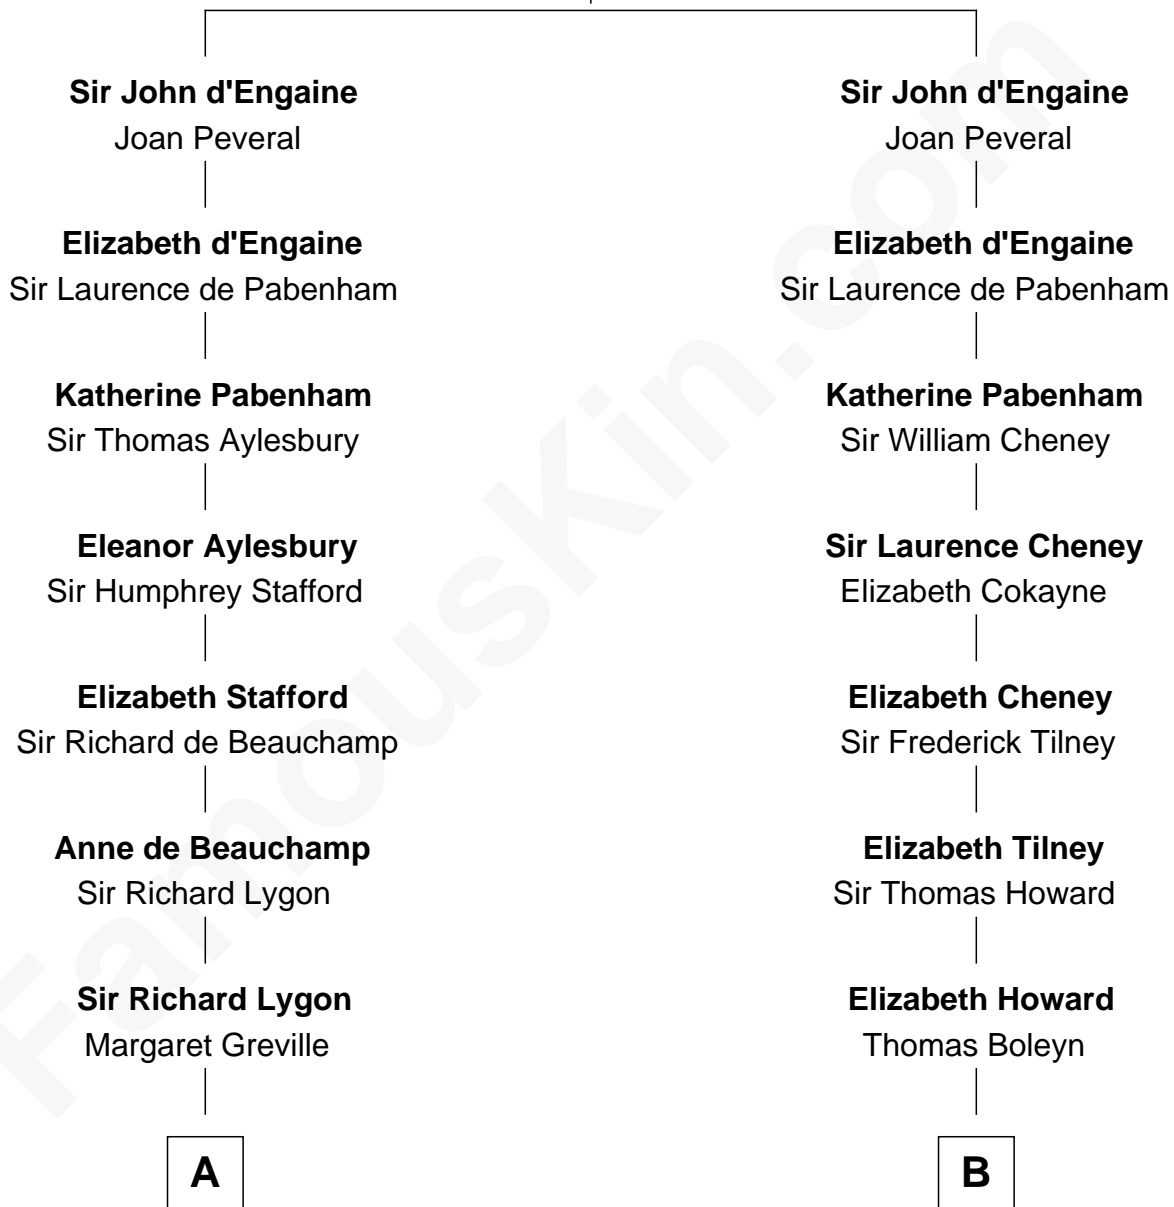 Sir John d'Engaine
Joan Peveral
Elizabeth d'Engaine
Sir Laurence de Pabenham
Katherine Pabenham
Sir Thomas Aylesbury
Eleanor Aylesbury
Sir Humphrey Stafford
Elizabeth Stafford
Sir Richard de Beauchamp
Anne de Beauchamp
Sir Richard Lygon
Sir Richard Lygon
Margaret Greville
A
Sir John d'Engaine
Joan Peveral
Elizabeth d'Engaine
Sir Laurence de Pabenham
Katherine Pabenham
Sir William Cheney
Sir Laurence Cheney
Elizabeth Cokayne
Elizabeth Cheney
Sir Frederick Tilney
Elizabeth Tilney
Sir Thomas Howard
Elizabeth Howard
Thomas Boleyn
B
FamousKin.com